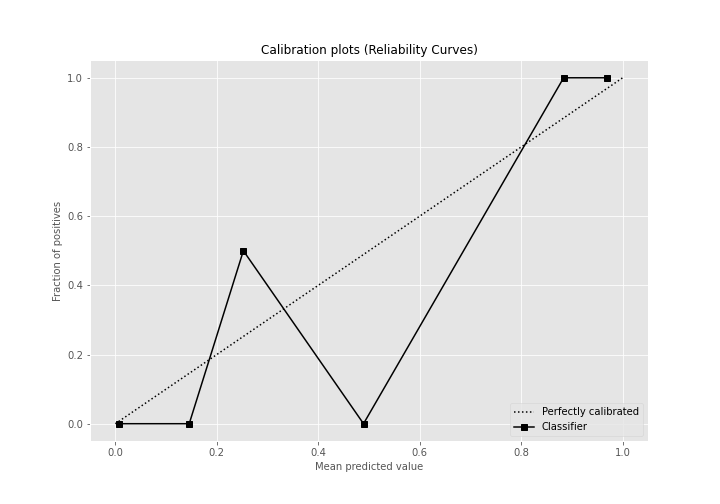 Calibration plots (Reliability Curves)
1.0
0.8
0.6
0.4
0.2
0.0
Fraction of positives
0.0 0.2 0.4 0.6 0.8 1.0
Mean predicted value
Perfectly calibrated
Classifier